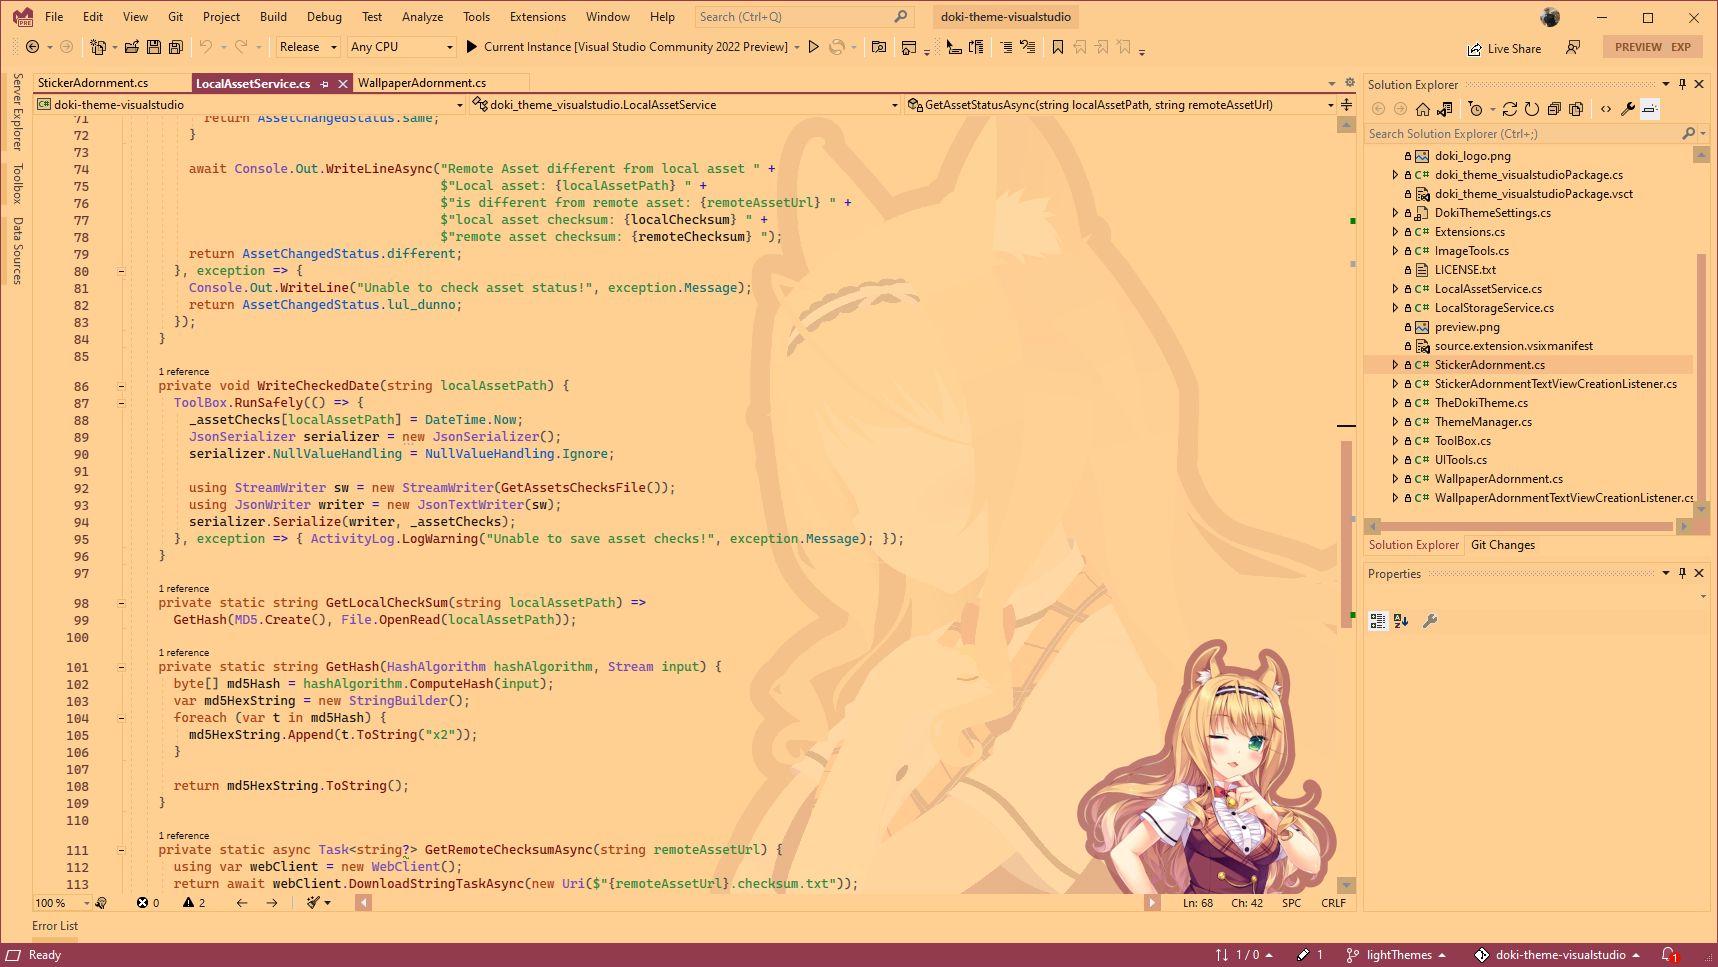 File Edit View Git Project Build Debug Test Analyze Tools Extensions Window Help Search (Ctrl+Q) doki-theme-visualstudio
Release Any CPU Current Instance [Visual Studio Community 2022 Preview] Live Share PREVIEW EXP
Server Explorer
Toolbox
Data Sources
StickerAdornment.cs LocalAssetService.cs WallpaperAdornment.cs
doki-theme-visualstudio doki_theme_visualstudio.LocalAssetService GetAssetStatusAsync(string localAssetPath, string remoteAssetUrl)
71 return AssetChangedStatus.same;
72 }
73
74 await Console.Out.WriteLineAsync("Remote Asset different from local asset " +
75 $"Local asset: {localAssetPath} " +
76 $"is different from remote asset: {remoteAssetUrl} " +
77 $"local asset checksum: {localChecksum} " +
78 $"remote asset checksum: {remoteChecksum} ");
79 return AssetChangedStatus.different;
80 }, exception => {
81 Console.Out.WriteLine("Unable to check asset status!", exception.Message);
82 return AssetChangedStatus.lul_dunno;
83 });
84 }
85
1 reference
86 private void WriteCheckedDate(string localAssetPath) {
87 ToolBox.RunSafely(() => {
88 _assetChecks[localAssetPath] = DateTime.Now;
89 JsonSerializer serializer = new JsonSerializer();
90 serializer.NullValueHandling = NullValueHandling.Ignore;
91
92 using StreamWriter sw = new StreamWriter(GetAssetsChecksFile());
93 using JsonWriter writer = new JsonTextWriter(sw);
94 serializer.Serialize(writer, _assetChecks);
95 }, exception => { ActivityLog.LogWarning("Unable to save asset checks!", exception.Message); });
96 }
97
1 reference
98 private static string GetLocalCheckSum(string localAssetPath) =>
99 GetHash(MD5.Create(), File.OpenRead(localAssetPath));
100
1 reference
101 private static string GetHash(HashAlgorithm hashAlgorithm, Stream input) {
102 byte[] md5Hash = hashAlgorithm.ComputeHash(input);
103 var md5HexString = new StringBuilder();
104 foreach (var t in md5Hash) {
105 md5HexString.Append(t.ToString("x2"));
106 }
107
108 return md5HexString.ToString();
109 }
110
1 reference
111 private static async Task<string?> GetRemoteChecksumAsync(string remoteAssetUrl) {
112 using var webClient = new WebClient();
113 return await webClient.DownloadStringTaskAsync(new Uri($"{remoteAssetUrl}.checksum.txt"));
100 % 0 2 Ln: 68 Ch: 42 SPC CRLF
Error List
Solution Explorer
Search Solution Explorer (Ctrl+;)
doki_logo.png
C# doki_theme_visualstudioPackage.cs
doki_theme_visualstudioPackage.vsct
DokiThemeSettings.cs
C# Extensions.cs
C# ImageTools.cs
LICENSE.txt
C# LocalAssetService.cs
C# LocalStorageService.cs
preview.png
source.extension.vsixmanifest
C# StickerAdornment.cs
C# StickerAdornmentTextViewCreationListener.cs
C# TheDokiTheme.cs
C# ThemeManager.cs
C# ToolBox.cs
C# UITools.cs
C# WallpaperAdornment.cs
C# WallpaperAdornmentTextViewCreationListener.cs
Solution Explorer Git Changes
Properties
Ready 1 / 0 1 lightThemes doki-theme-visualstudio 1